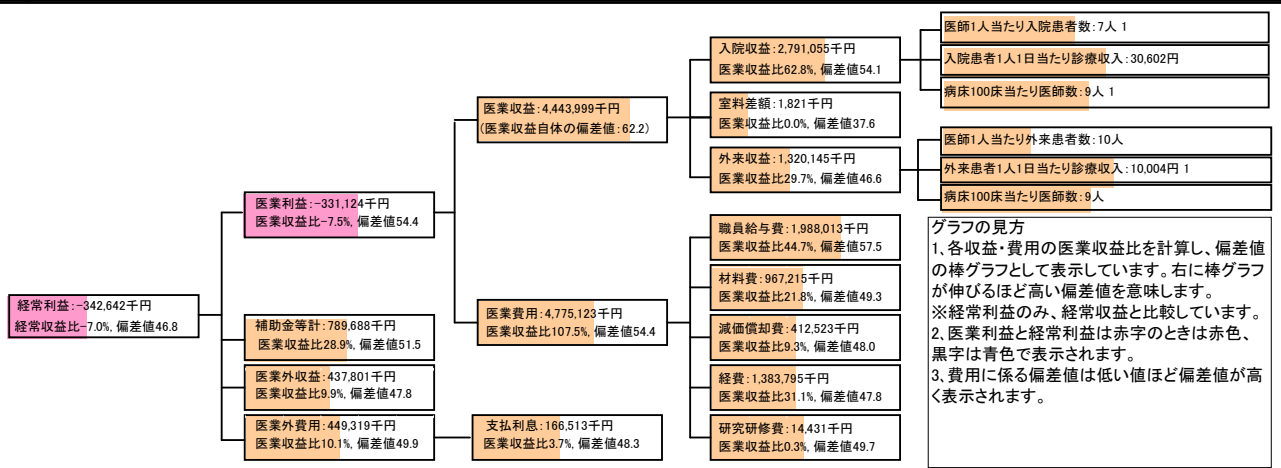 経常利益:-342,642千円
経常収益比-7.0%, 偏差値46.8
医業利益:-331,124千円
医業収益比-7.5%, 偏差値54.4
補助金等計:789,688千円
医業収益比28.9%, 偏差値51.5
医業外収益:437,801千円
医業収益比9.9%, 偏差値47.8
医業外費用:449,319千円
医業収益比10.1%, 偏差値49.9
医業収益:4,443,999千円
(医業収益自体の偏差値:62.2)
医業費用:4,775,123千円
医業収益比107.5%, 偏差値54.4
支払利息:166,513千円
医業収益比3.7%, 偏差値48.3
入院収益:2,791,055千円
医業収益比62.8%, 偏差値54.1
室料差額:1,821千円
医業収益比0.0%, 偏差値37.6
外来収益:1,320,145千円
医業収益比29.7%, 偏差値46.6
職員給与費:1,988,013千円
医業収益比44.7%, 偏差値57.5
材料費:967,215千円
医業収益比21.8%, 偏差値49.3
減価償却費:412,523千円
医業収益比9.3%, 偏差値48.0
経費:1,383,795千円
医業収益比31.1%, 偏差値47.8
研究研修費:14,431千円
医業収益比0.3%, 偏差値49.7
医師1人当たり入院患者数:7人 1
入院患者1人1日当たり診療収入:30,602円
病床100床当たり医師数:9人 1
医師1人当たり外来患者数:10人
外来患者1人1日当たり診療収入:10,004円 1
病床100床当たり医師数:9人
グラフの見方
1、各収益・費用の医業収益比を計算し、偏差値
の棒グラフとして表示しています。右に棒グラフ
が伸びるほど高い偏差値を意味します。
※経常利益のみ、経常収益と比較しています。
2、医業利益と経常利益は赤字のときは赤色、
黒字は青色で表示されます。
3、費用に係る偏差値は低い値ほど偏差値が高
く表示されます。